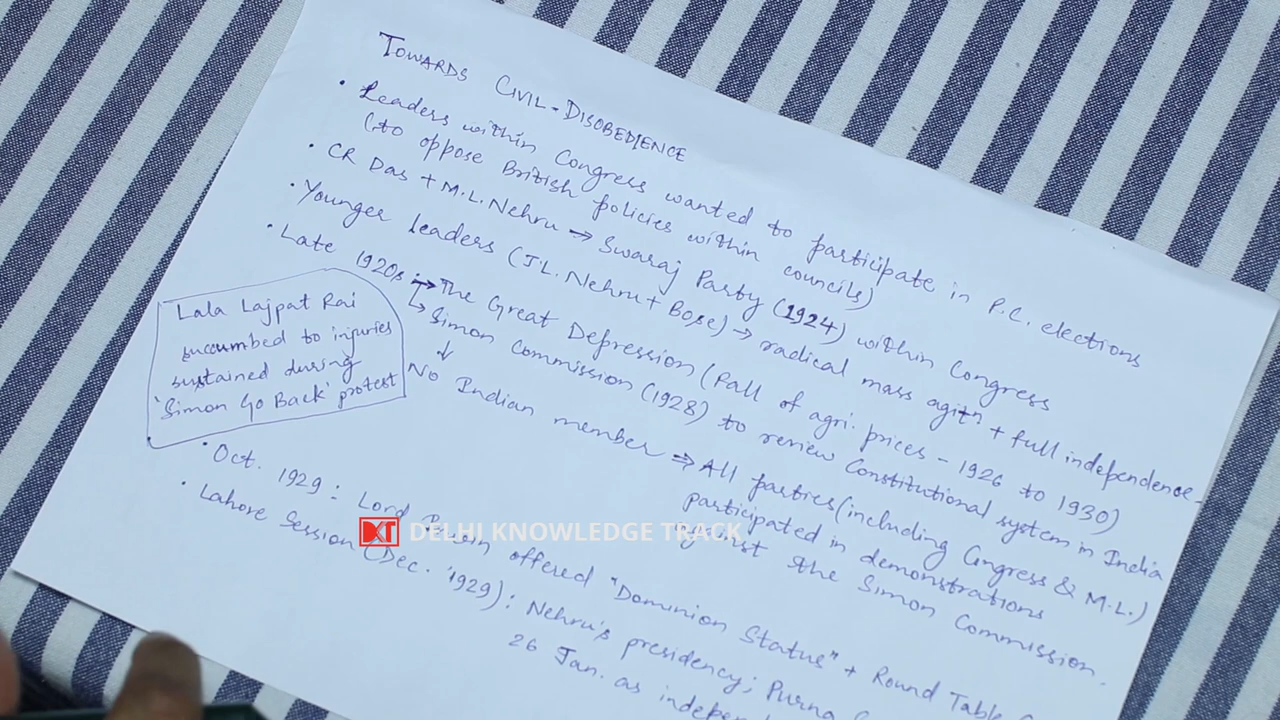 TOWARDS CIVIL-DISOBEDIENCE
• Leaders within Congress wanted to participate in P.C. elections
(to oppose British policies within councils)
• CR Das + M.L. Nehru → Swaraj Party (1924) within Congress
• Younger leaders (JL. Nehru + Bose) → radical mass agitn + full independence.
• Late 1920s : → The Great Depression (Fall of agri. prices - 1926 to 1930)
↳ Simon Commission (1928) to review Constitutional system in India
↓
No Indian member ⇒ All parties (including Congress & M.L.)
participated in demonstrations
against the Simon Commission.
Lala Lajpat Rai
succumbed to injuries
sustained during
'Simon Go Back' protest
• Oct. 1929 : Lord offered "Dominion Status" + Round Table
• Lahore Session (Dec. '1929) : Nehru's presidency; Purna
26 Jan. as
DKT DELHI KNOWLEDGE TRACK